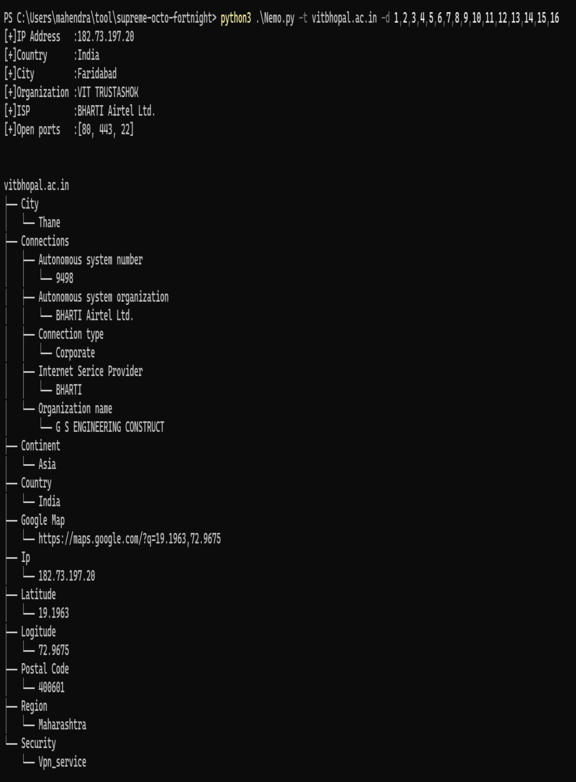 PS C:\Users\mahendra\tool\supreme-octo-fortnight> python3 .\Nemo.py -t vitbhopal.ac.in -d 1,2,3,4,5,6,7,8,9,10,11,12,13,14,15,16
[+]IP Address :182.73.197.20
[+]Country :India
[+]City :Faridabad
[+]Organization :VIT TRUSTASHOK
[+]ISP :BHARTI Airtel Ltd.
[+]Open ports :[80, 443, 22]
vitbhopal.ac.in
├── City
│ └── Thane
├── Connections
│ ├── Autonomous system number
│ │ └── 9498
│ ├── Autonomous system organization
│ │ └── BHARTI Airtel Ltd.
│ ├── Connection type
│ │ └── Corporate
│ ├── Internet Serice Provider
│ │ └── BHARTI
│ └── Organization name
│ └── G S ENGINEERING CONSTRUCT
├── Continent
│ └── Asia
├── Country
│ └── India
├── Google Map
│ └── https://maps.google.com/?q=19.1963,72.9675
├── Ip
│ └── 182.73.197.20
├── Latitude
│ └── 19.1963
├── Logitude
│ └── 72.9675
├── Postal Code
│ └── 400601
├── Region
│ └── Maharashtra
└── Security
└── Vpn_service